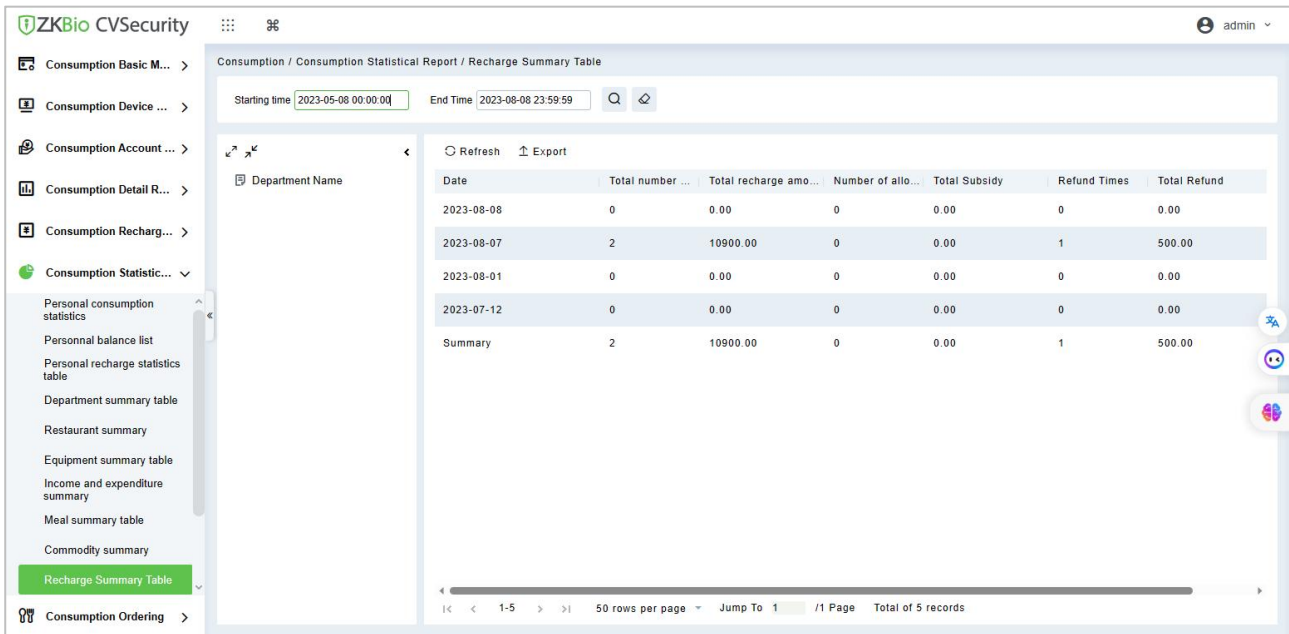 ZKBio CVSecurity
admin
Consumption Basic M...
Consumption Device ...
Consumption Account ...
Consumption Detail R...
Consumption Recharg...
Consumption Statistic...
Personal consumption
statistics
Personnal balance list
Personal recharge statistics
table
Department summary table
Restaurant summary
Equipment summary table
Income and expenditure
summary
Meal summary table
Commodity summary
Recharge Summary Table
Consumption Ordering
Consumption / Consumption Statistical Report / Recharge Summary Table
Starting time 2023-05-08 00:00:00 End Time 2023-08-08 23:59:59
Department Name
Refresh Export
Date Total number ... Total recharge amo... Number of allo... Total Subsidy Refund Times Total Refund
2023-08-08 0 0.00 0 0.00 0 0.00
2023-08-07 2 10900.00 0 0.00 1 500.00
2023-08-01 0 0.00 0 0.00 0 0.00
2023-07-12 0 0.00 0 0.00 0 0.00
Summary 2 10900.00 0 0.00 1 500.00
1-5 50 rows per page Jump To 1 /1 Page Total of 5 records